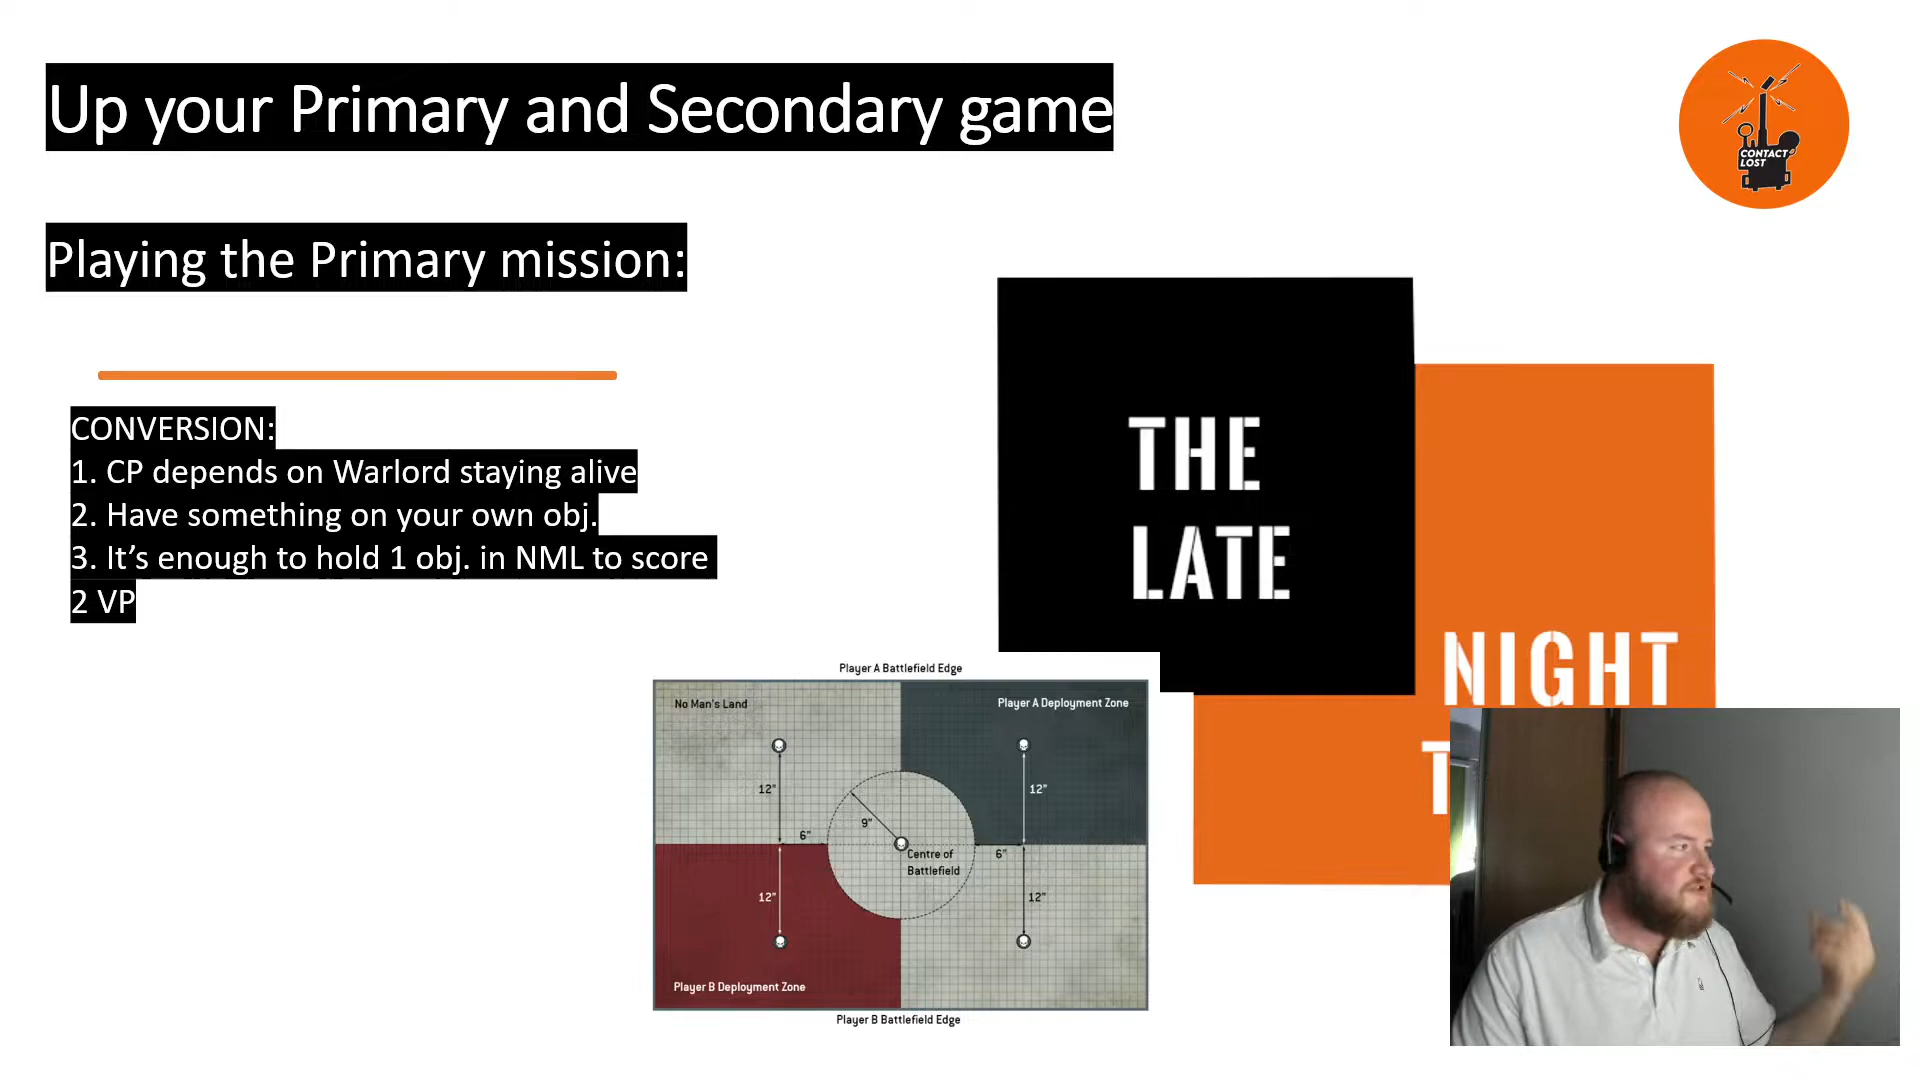 Up your Primary and Secondary game
CONTACT
LOST
Playing the Primary mission:
CONVERSION:
1. CP depends on Warlord staying alive
2. Have something on your own obj.
3. It’s enough to hold 1 obj. in NML to score
2 VP
THE
LATE
NIGHT
T
Player A Battlefield Edge
No Man's Land
Player A Deployment Zone
12"
12"
9"
6"
Centre of
Battlefield
6"
12"
12"
Player B Deployment Zone
Player B Battlefield Edge